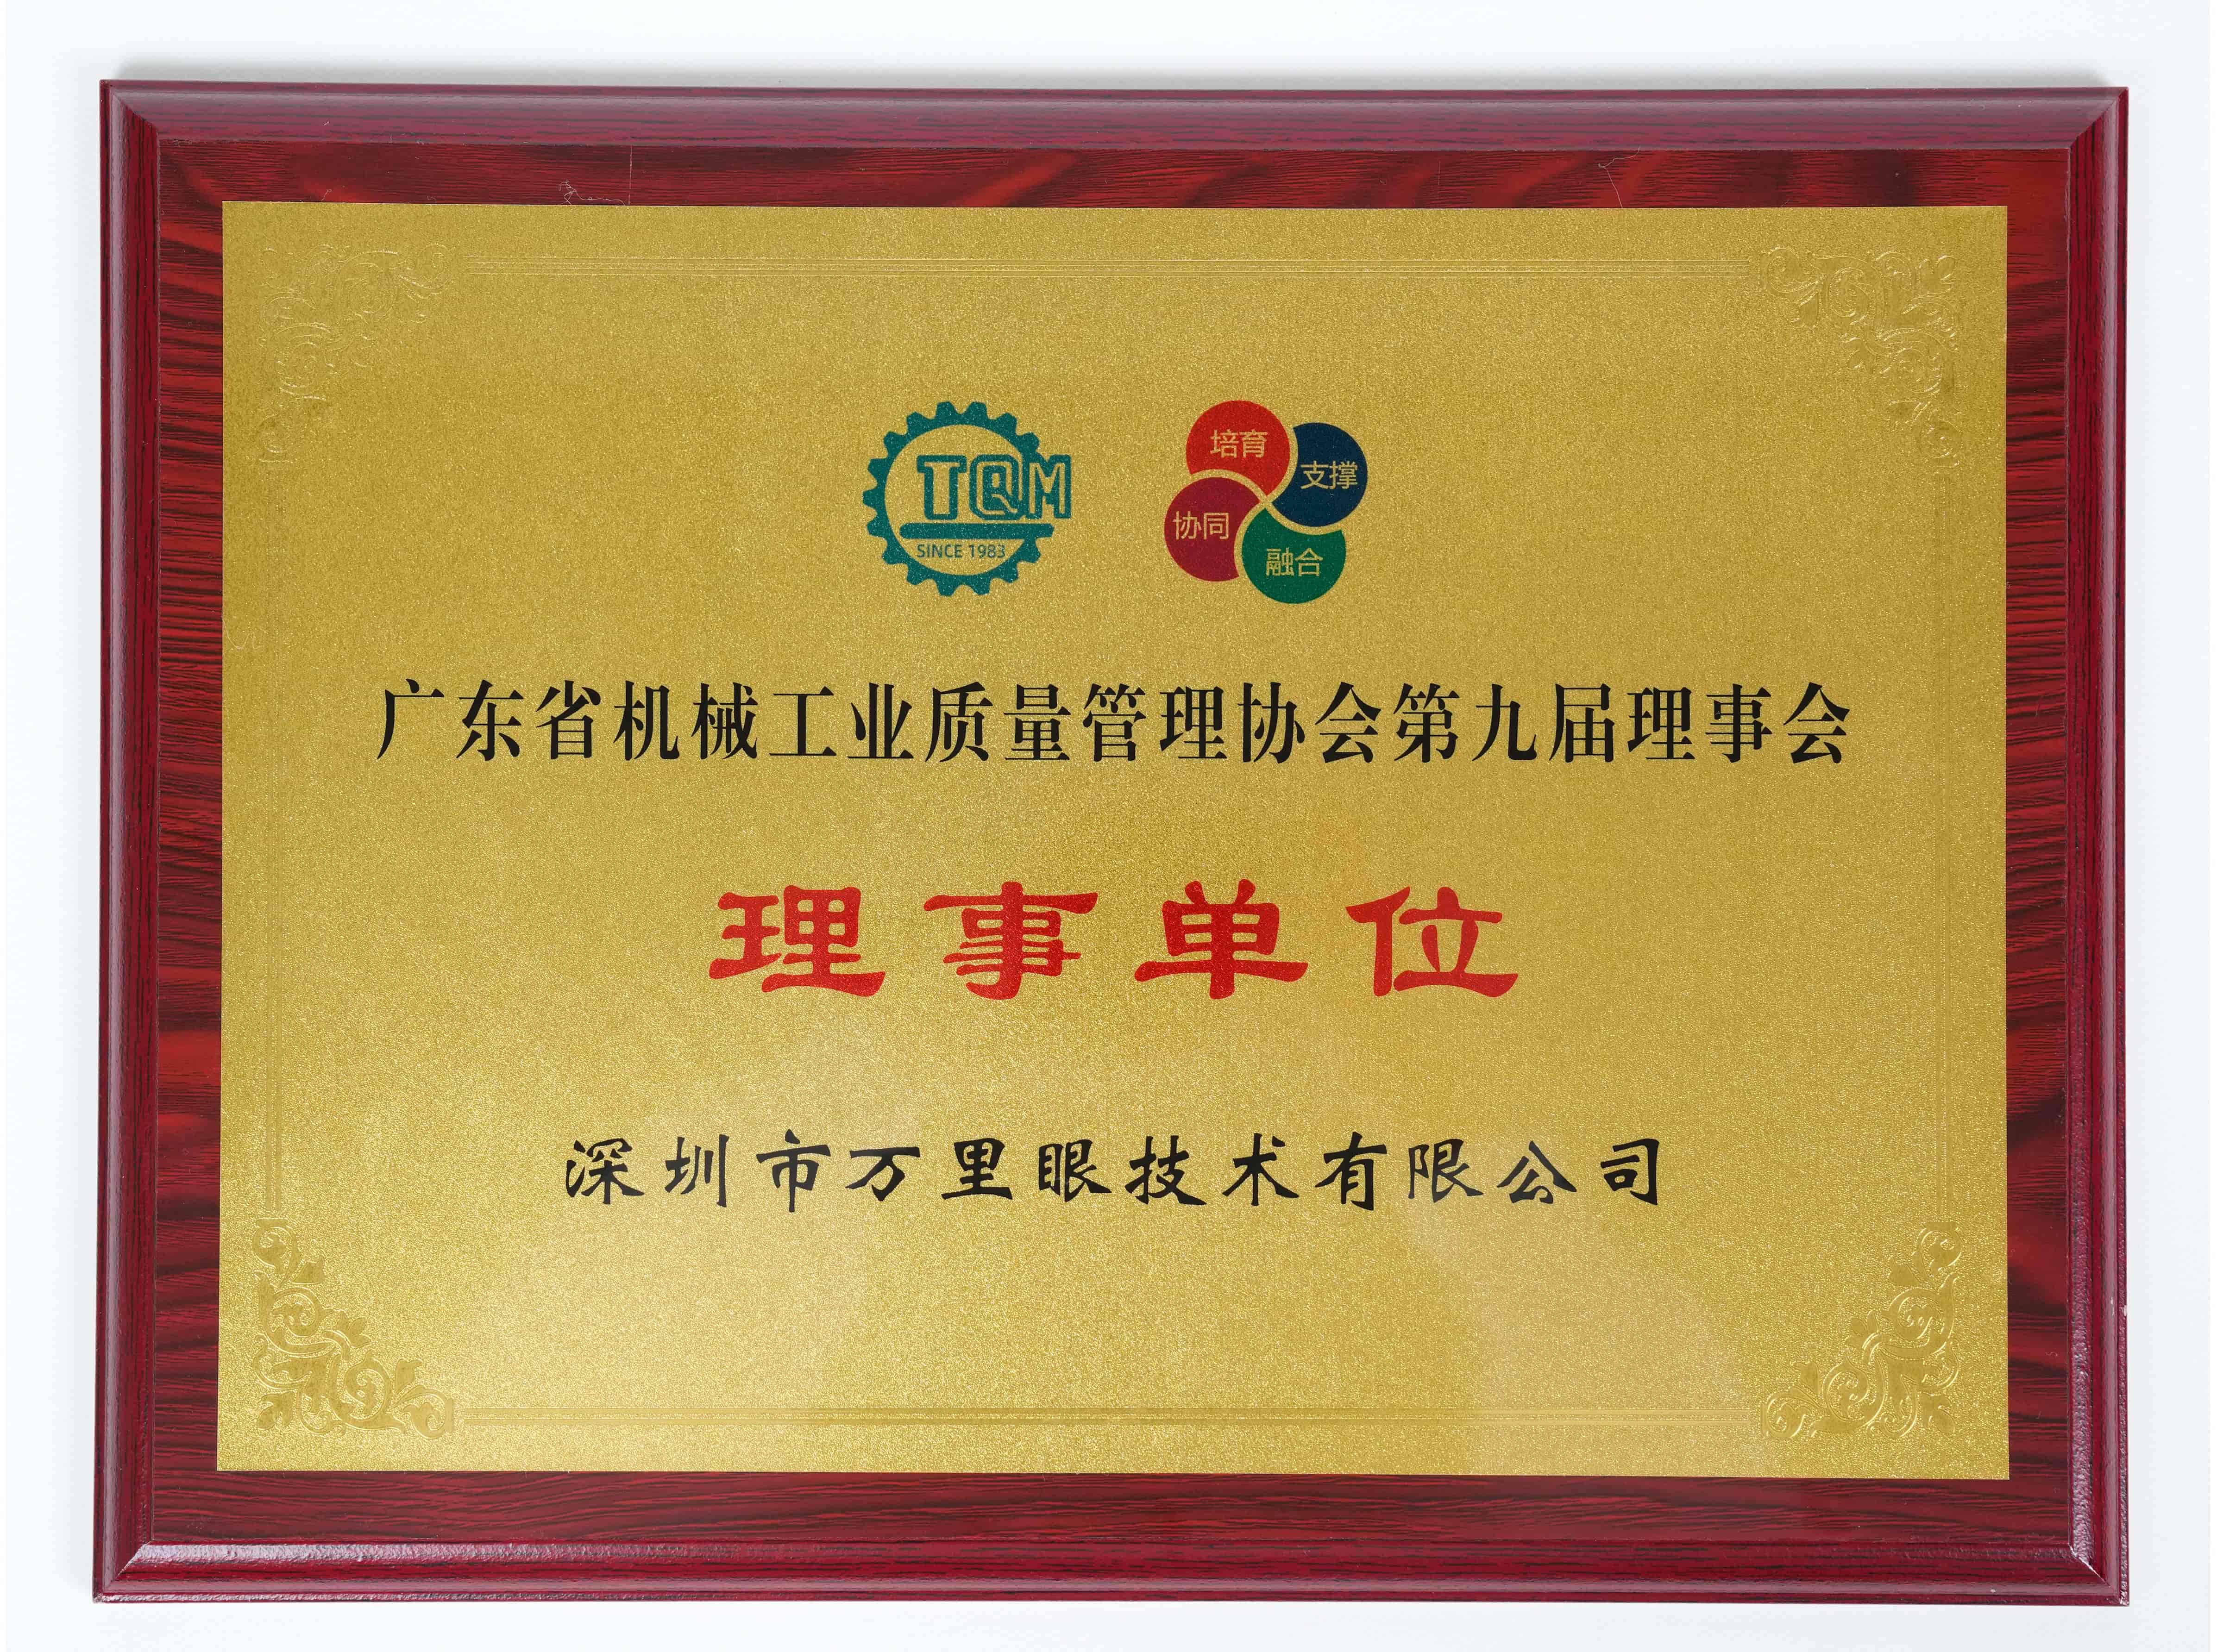 TQM
SINCE 1983
培育
支撑
协同
融合
广东省机械工业质量管理协会第九届理事会
理事单位
深圳市万里眼技术有限公司